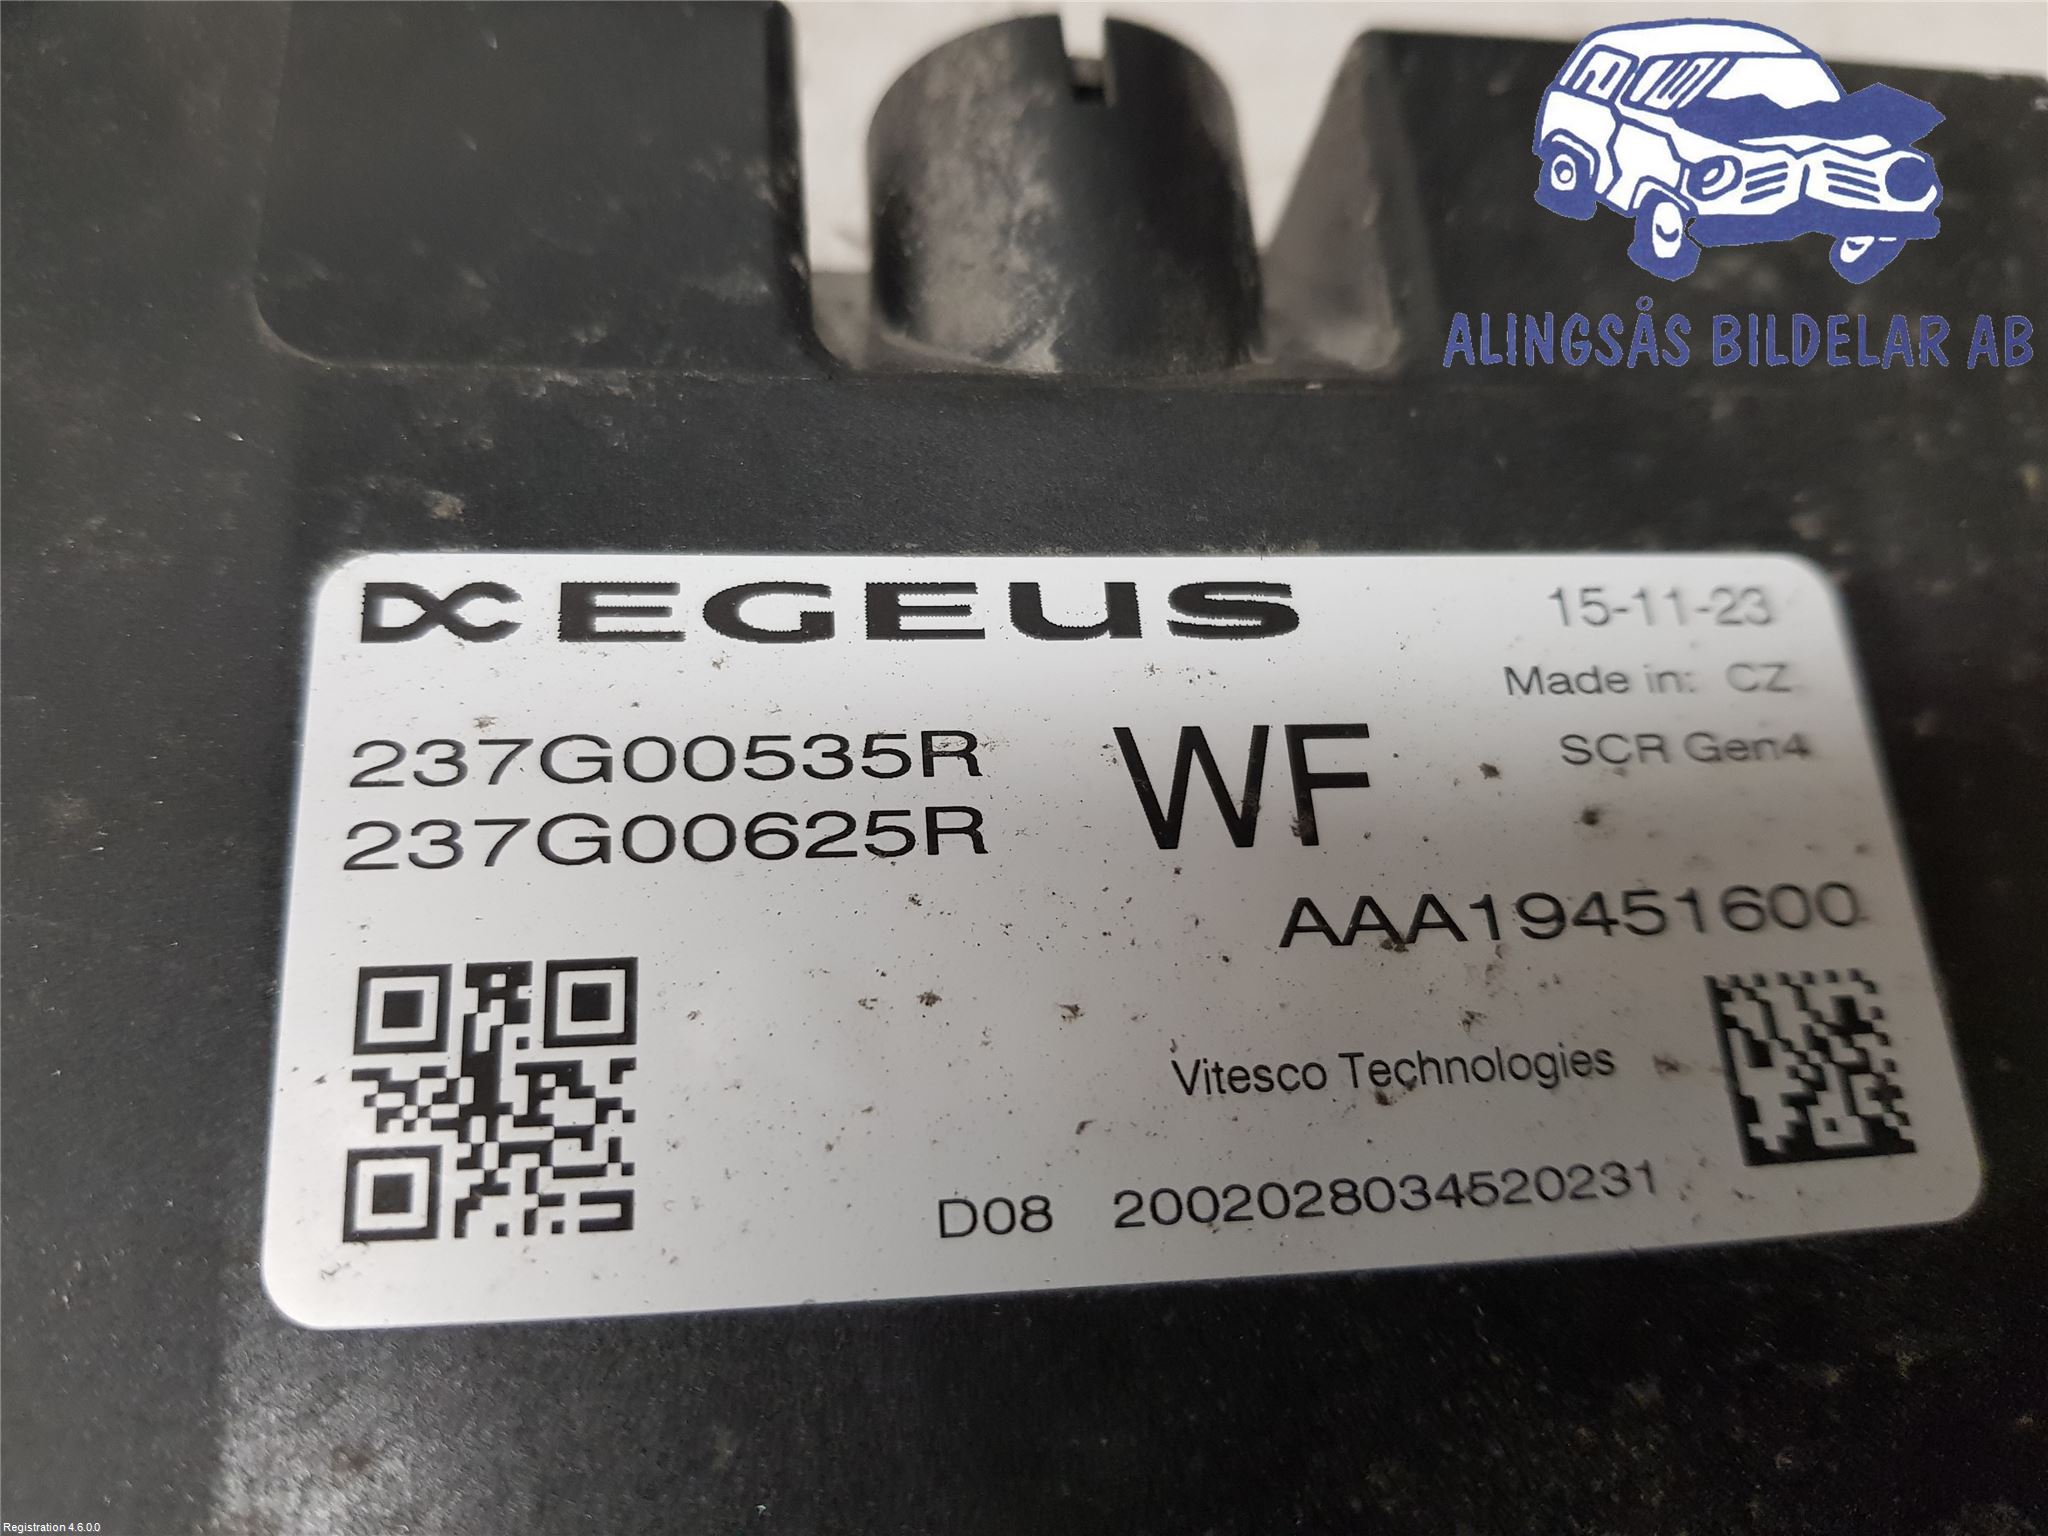 ALINGSÅS BILDELAR AB
EGEUS
15-11-23
Made in: CZ
237G00535R
WF
SCR Gen4
237G00625R
AAA19451600
Vitesco Technologies
D08 2002028034520231
Registration 4.6.0.0